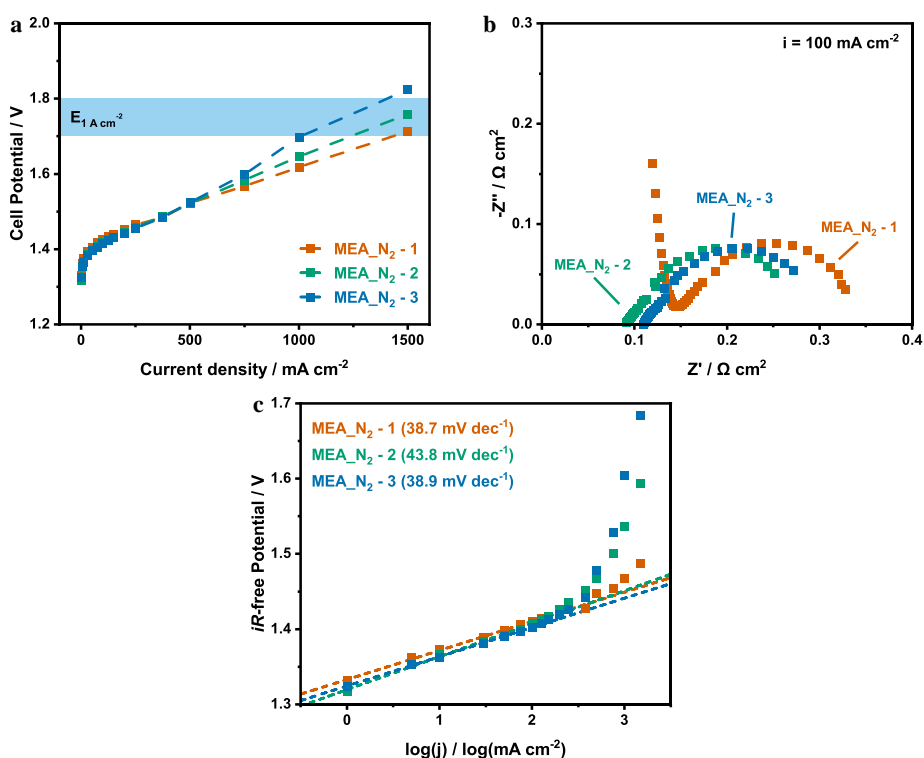 a
2.0
1.8
1.6
1.4
1.2
Cell Potential / V
E1 A cm-2
MEA_N2 - 1
MEA_N2 - 2
MEA_N2 - 3
0
500
1000
1500
Current density / mA cm-2
b
i = 100 mA cm-2
0.3
0.2
0.1
0.0
-Z'' / Ω cm2
MEA_N2 - 3
MEA_N2 - 1
MEA_N2 - 2
0.0
0.1
0.2
0.3
0.4
Z' / Ω cm2
c
1.7
1.6
1.5
1.4
1.3
iR-free Potential / V
MEA_N2 - 1 (38.7 mV dec-1)
MEA_N2 - 2 (43.8 mV dec-1)
MEA_N2 - 3 (38.9 mV dec-1)
0
1
2
3
log(j) / log(mA cm-2)